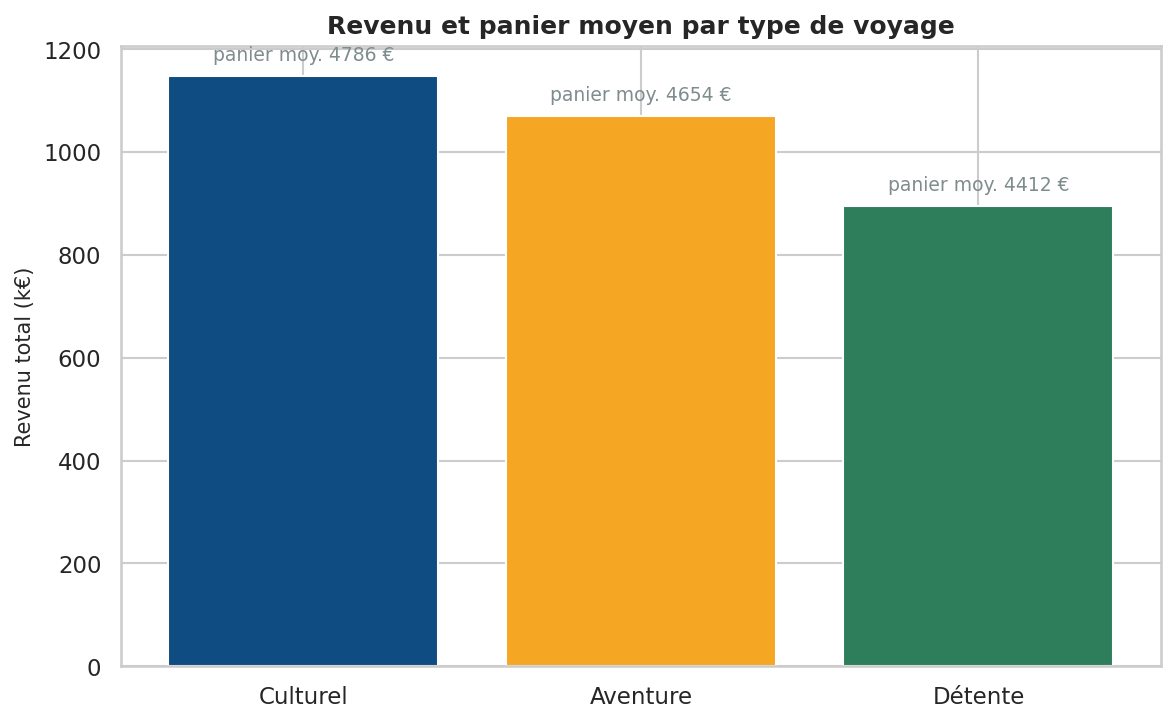 Revenu et panier moyen par type de voyage
Revenu total (k€)
1200
1000
800
600
400
200
0
panier moy. 4786 €
panier moy. 4654 €
panier moy. 4412 €
Culturel
Aventure
Détente